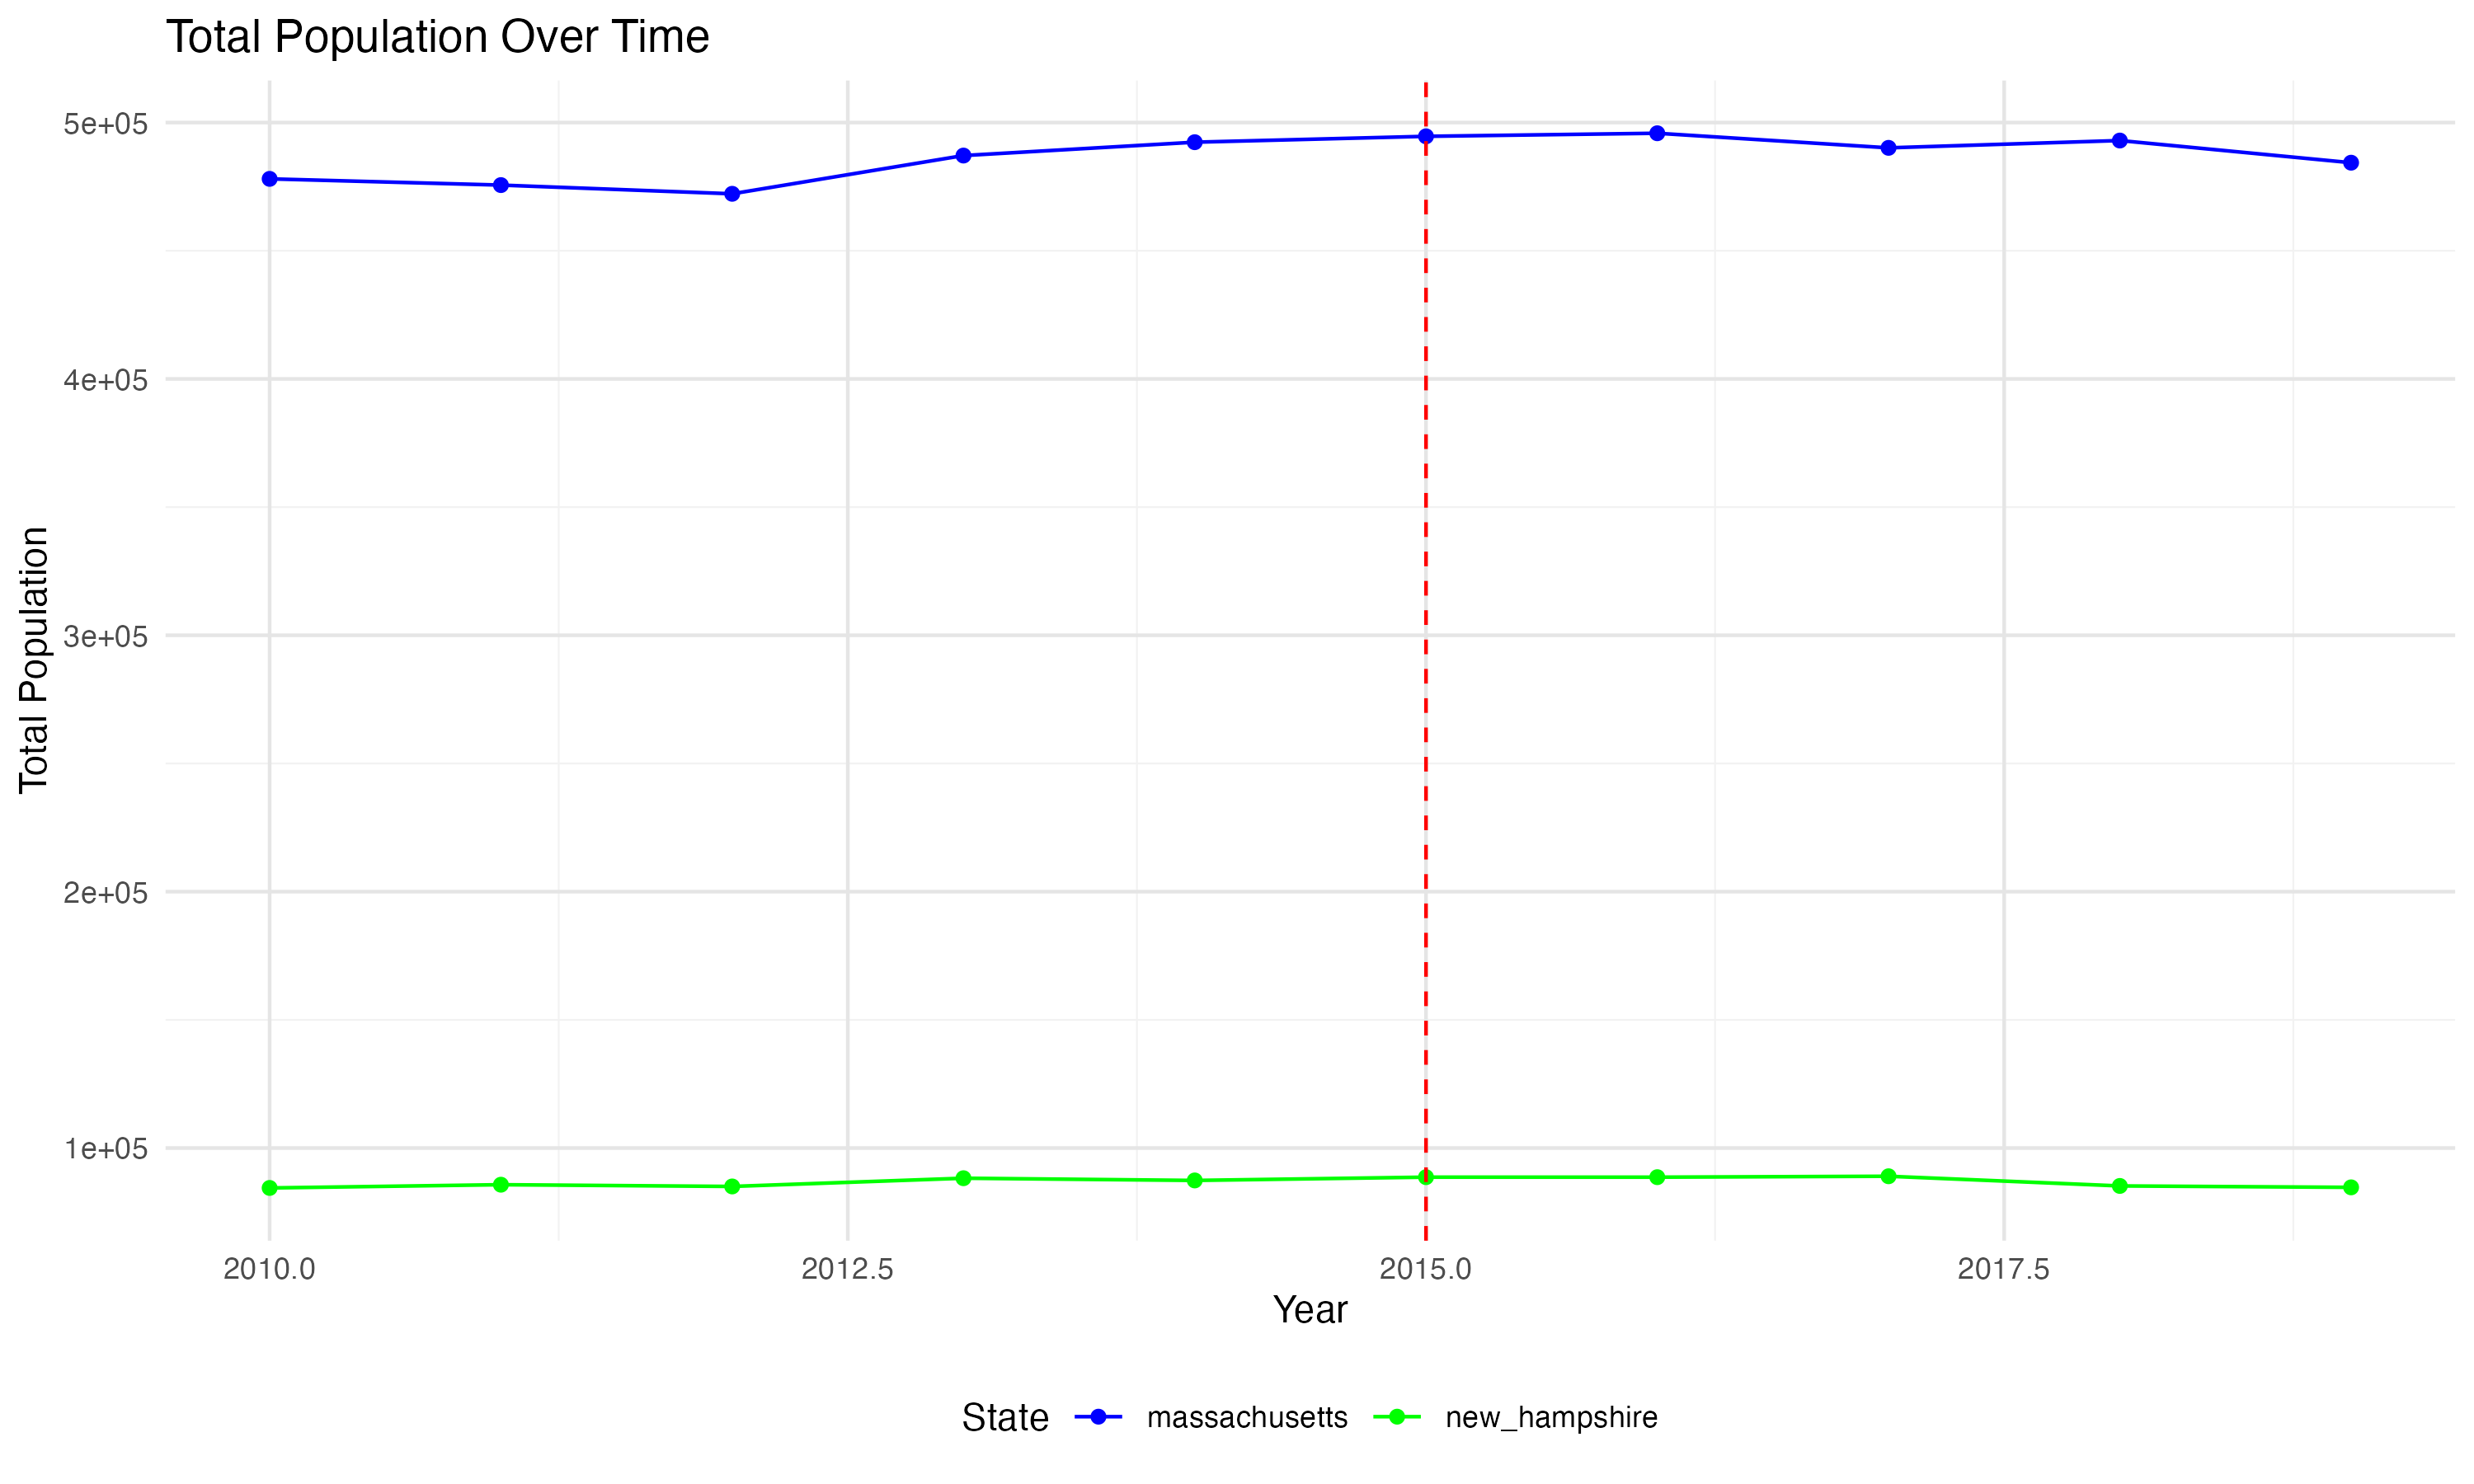 Total Population Over Time
5e+05
4e+05
3e+05
2e+05
1e+05
Total Population
2010.0 2012.5 2015.0 2017.5
Year
State massachusetts new_hampshire